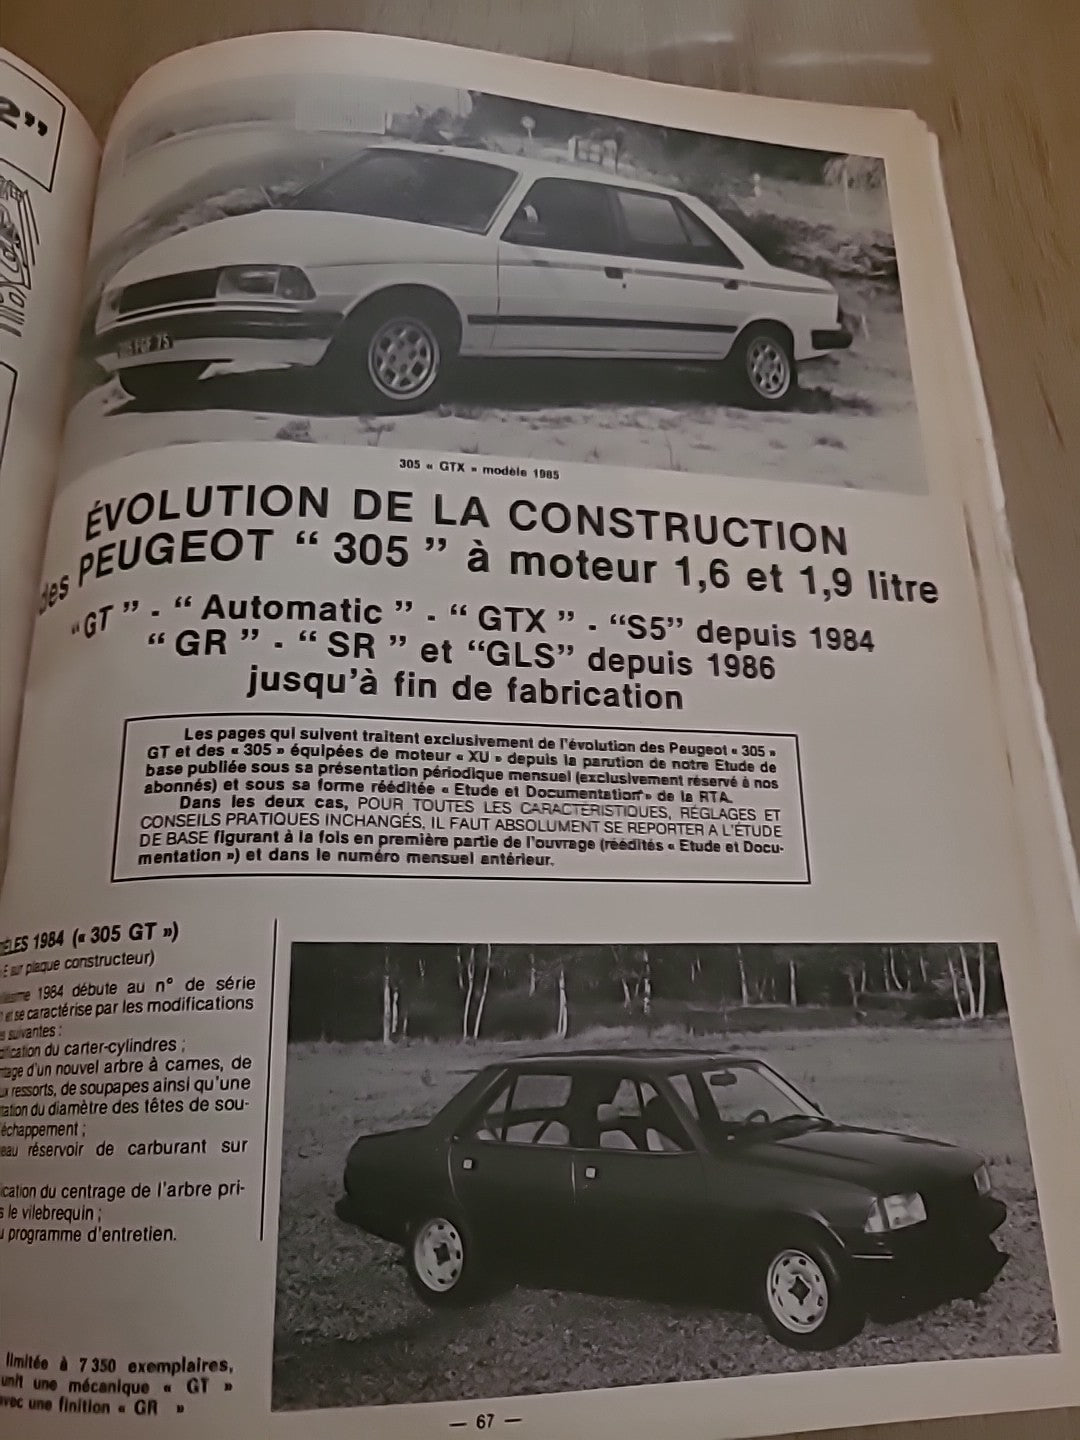 2”
305 « GTX » modèle 1985
ÉVOLUTION DE LA CONSTRUCTION
des PEUGEOT “ 305 ” à moteur 1,6 et 1,9 litre
“GT ” - “ Automatic ” - “ GTX ” - “S5” depuis 1984
“ GR ” - “ SR ” et “GLS” depuis 1986
jusqu’à fin de fabrication
Les pages qui suivent traitent exclusivement de l’évolution des Peugeot « 305 »
GT et des « 305 » équipées de moteur « XU » depuis la parution de notre Etude de
base publiée sous sa présentation périodique mensuel (exclusivement réservé à nos
abonnés) et sous sa forme rééditée « Etude et Documentation » de la RTA.
Dans les deux cas, POUR TOUTES LES CARACTÉRISTIQUES, RÉGLAGES ET
CONSEILS PRATIQUES INCHANGÉS, IL FAUT ABSOLUMENT SE REPORTER A L’ÉTUDE
DE BASE figurant à la fois en première partie de l’ouvrage (réédités « Etude et Docu-
mentation ») et dans le numéro mensuel antérieur.
1984 (« 305 GT »)
sur plaque constructeur)
1984 débute au n° de série
et se caractérise par les modifications
suivantes :
du carter-cylindres ;
d’un nouvel arbre à cames, de
ressorts, de soupapes ainsi qu’une
du diamètre des têtes de sou-
échappement ;
réservoir de carburant sur
du centrage de l’arbre pri-
le vilebrequin ;
programme d’entretien.
limitée à 7 350 exemplaires,
une mécanique « GT »
avec une finition « GR »
— 67 —